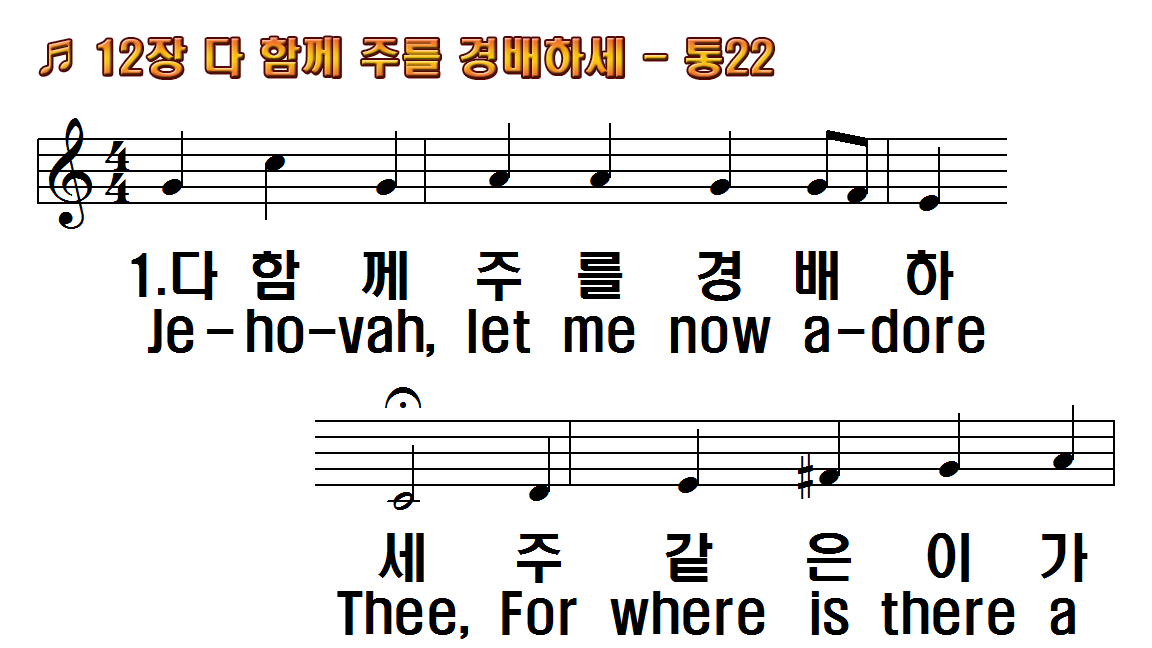 ♬ 12장 다 함께 주를 경배하세 - 통22
4
4
1.다 함 께 주 를 경 배 하
Je-ho-vah, let me now a-dore
세 주 같 은 이 가
Thee, For where is there a